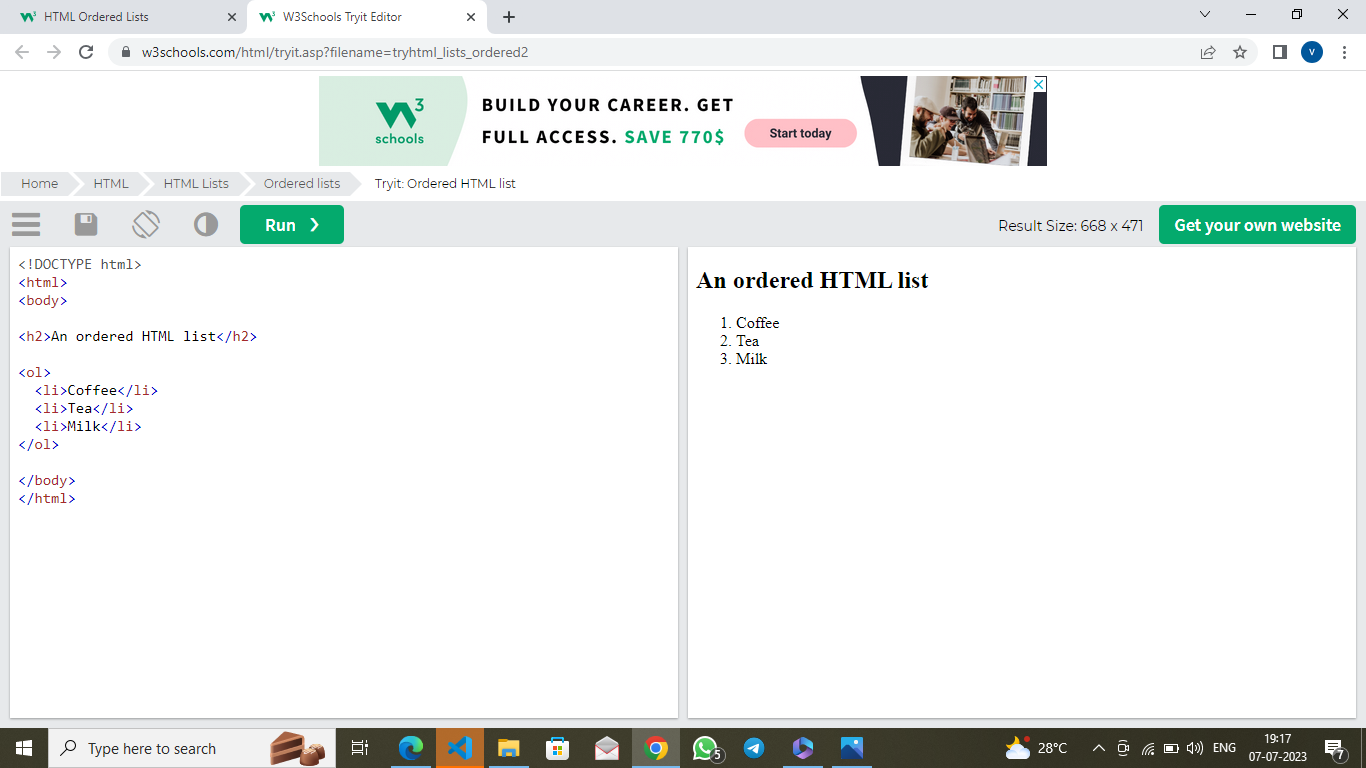 HTML Ordered Lists
W3Schools Tryit Editor
w3schools.com/html/tryit.asp?filename=tryhtml_lists_ordered2
V
3
schools
BUILD YOUR CAREER. GET
FULL ACCESS. SAVE 770$
Start today
Home HTML HTML Lists Ordered lists Tryit: Ordered HTML list
Run ❯
Result Size: 668 x 471
Get your own website
<!DOCTYPE html>
<html>
<body>
<h2>An ordered HTML list</h2>
<ol>
<li>Coffee</li>
<li>Tea</li>
<li>Milk</li>
</ol>
</body>
</html>
An ordered HTML list
1. Coffee
2. Tea
3. Milk
Type here to search
5
28°C
ENG
19:17
07-07-2023
7